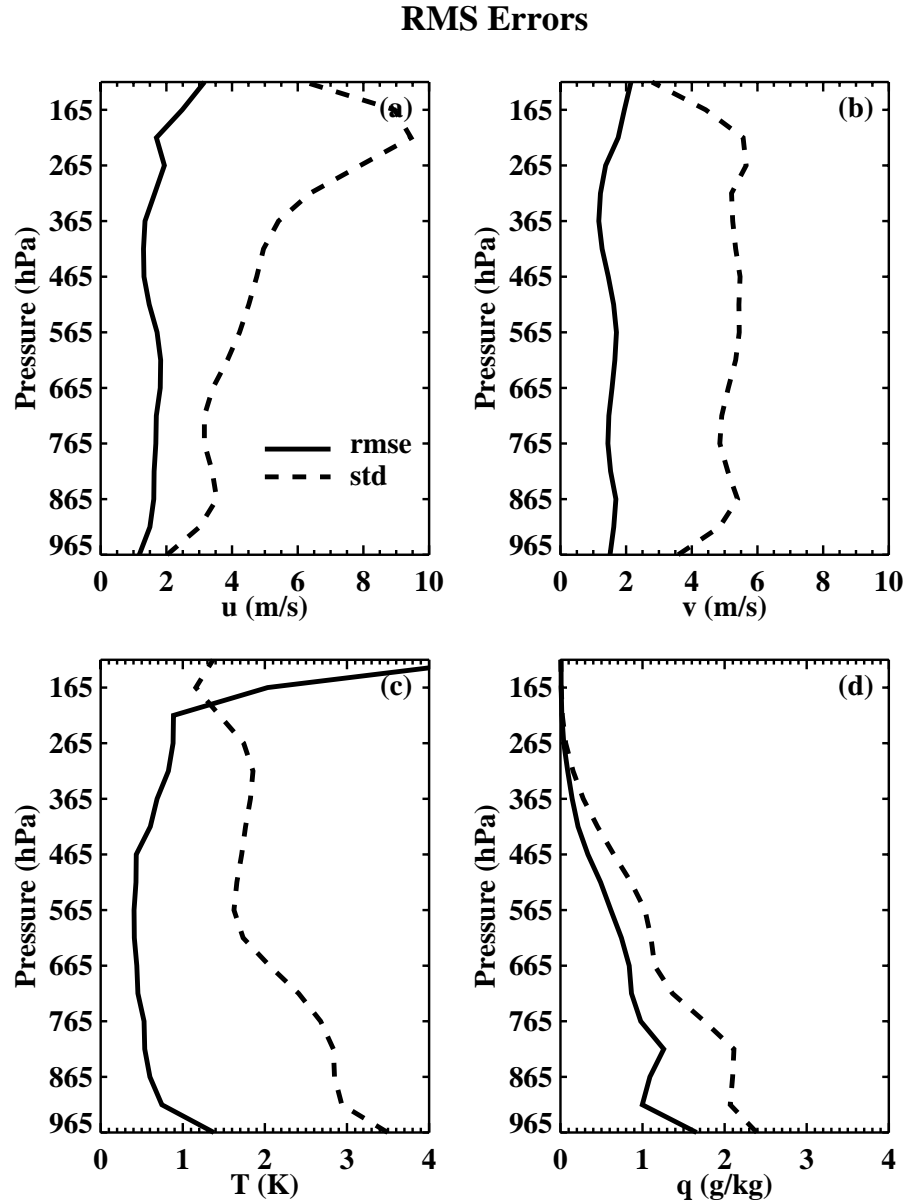 RMS Errors
(a)
Pressure (hPa)
165
265
365
465
565
665
765
865
965
rmse
std
0 2 4 6 8 10
u (m/s)
(b)
Pressure (hPa)
165
265
365
465
565
665
765
865
965
0 2 4 6 8 10
v (m/s)
(c)
Pressure (hPa)
165
265
365
465
565
665
765
865
965
0 1 2 3 4
T (K)
(d)
Pressure (hPa)
165
265
365
465
565
665
765
865
965
0 1 2 3 4
q (g/kg)